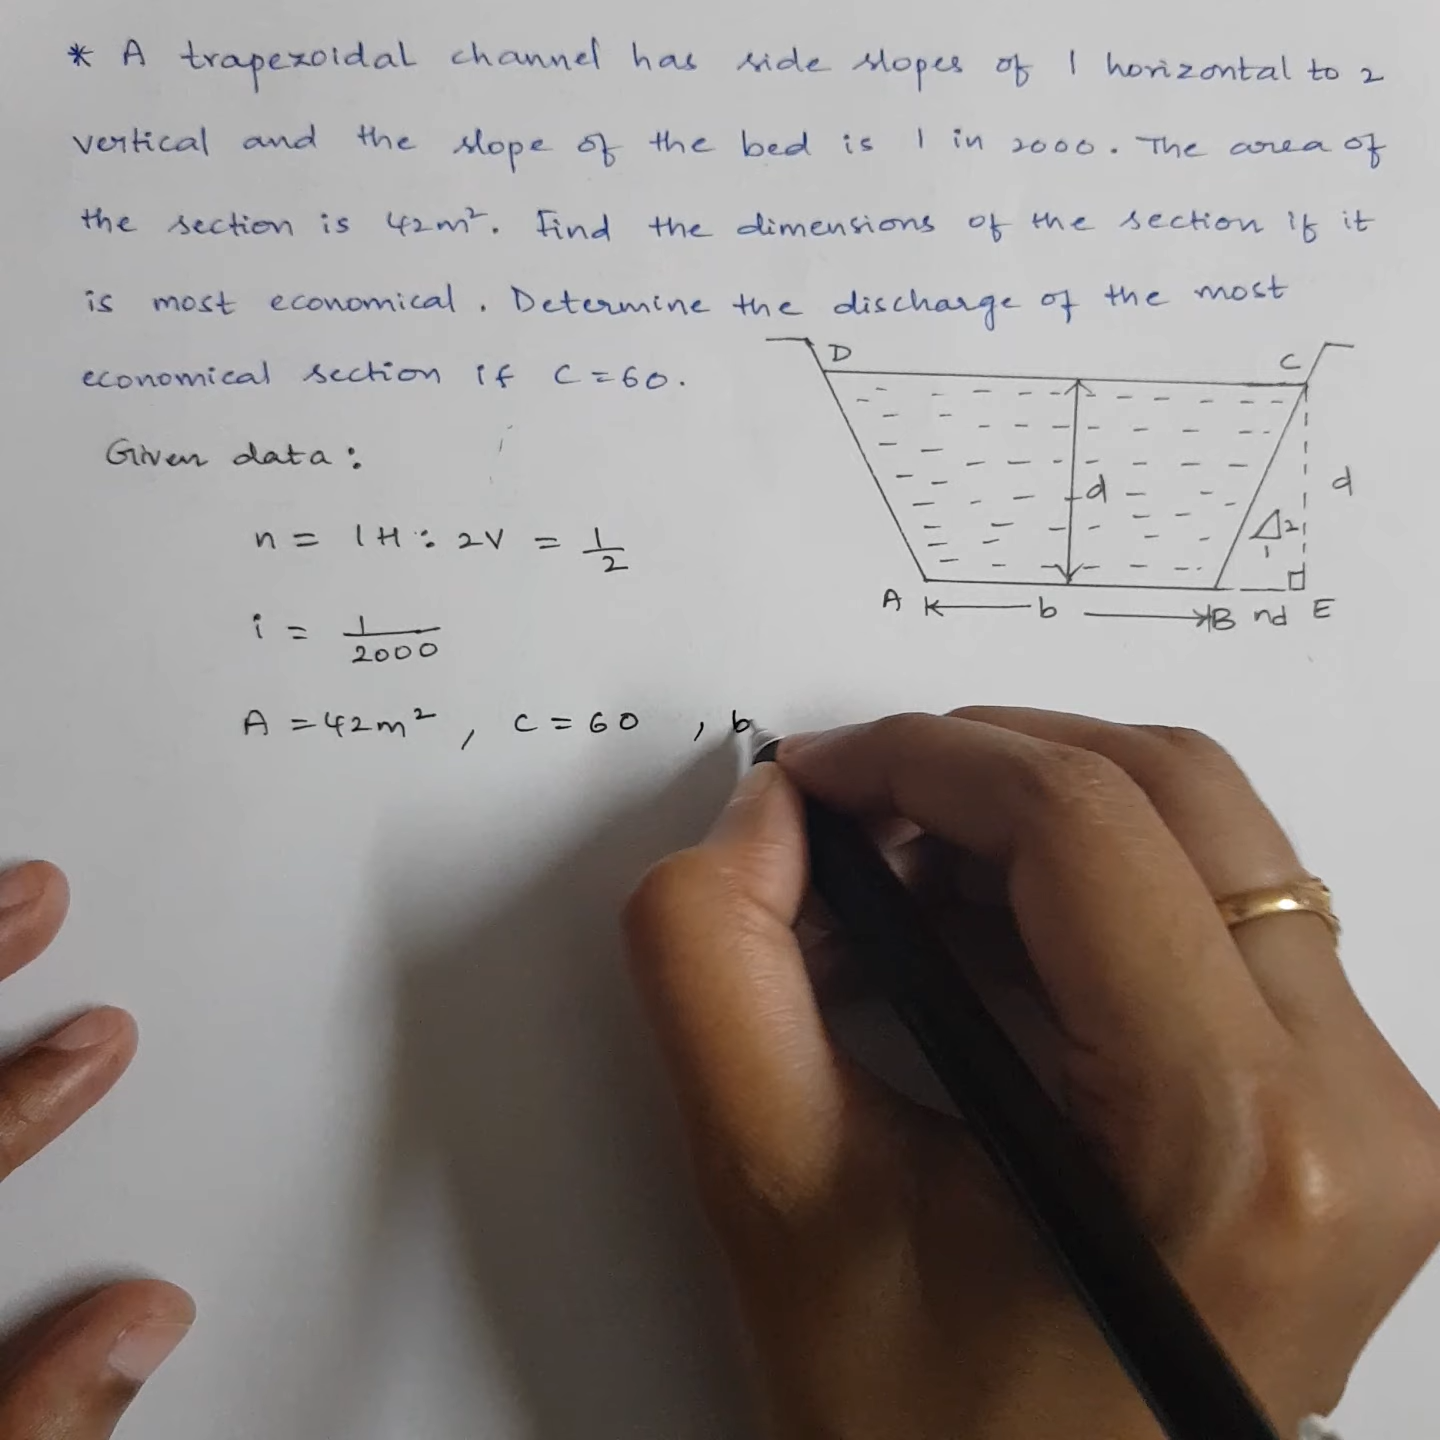 * A trapezoidal channel has side slopes of 1 horizontal to 2
vertical and the slope of the bed is 1 in 2000. The area of
the section is 42m². Find the dimensions of the section if it
is most economical. Determine the discharge of the most
economical section if C = 60.
D
C
Given data:
d
d
n = 1H : 2V = 1/2
2
1
A
b
B
nd
E
i = 1/2000
A = 42m² , C = 60 , b